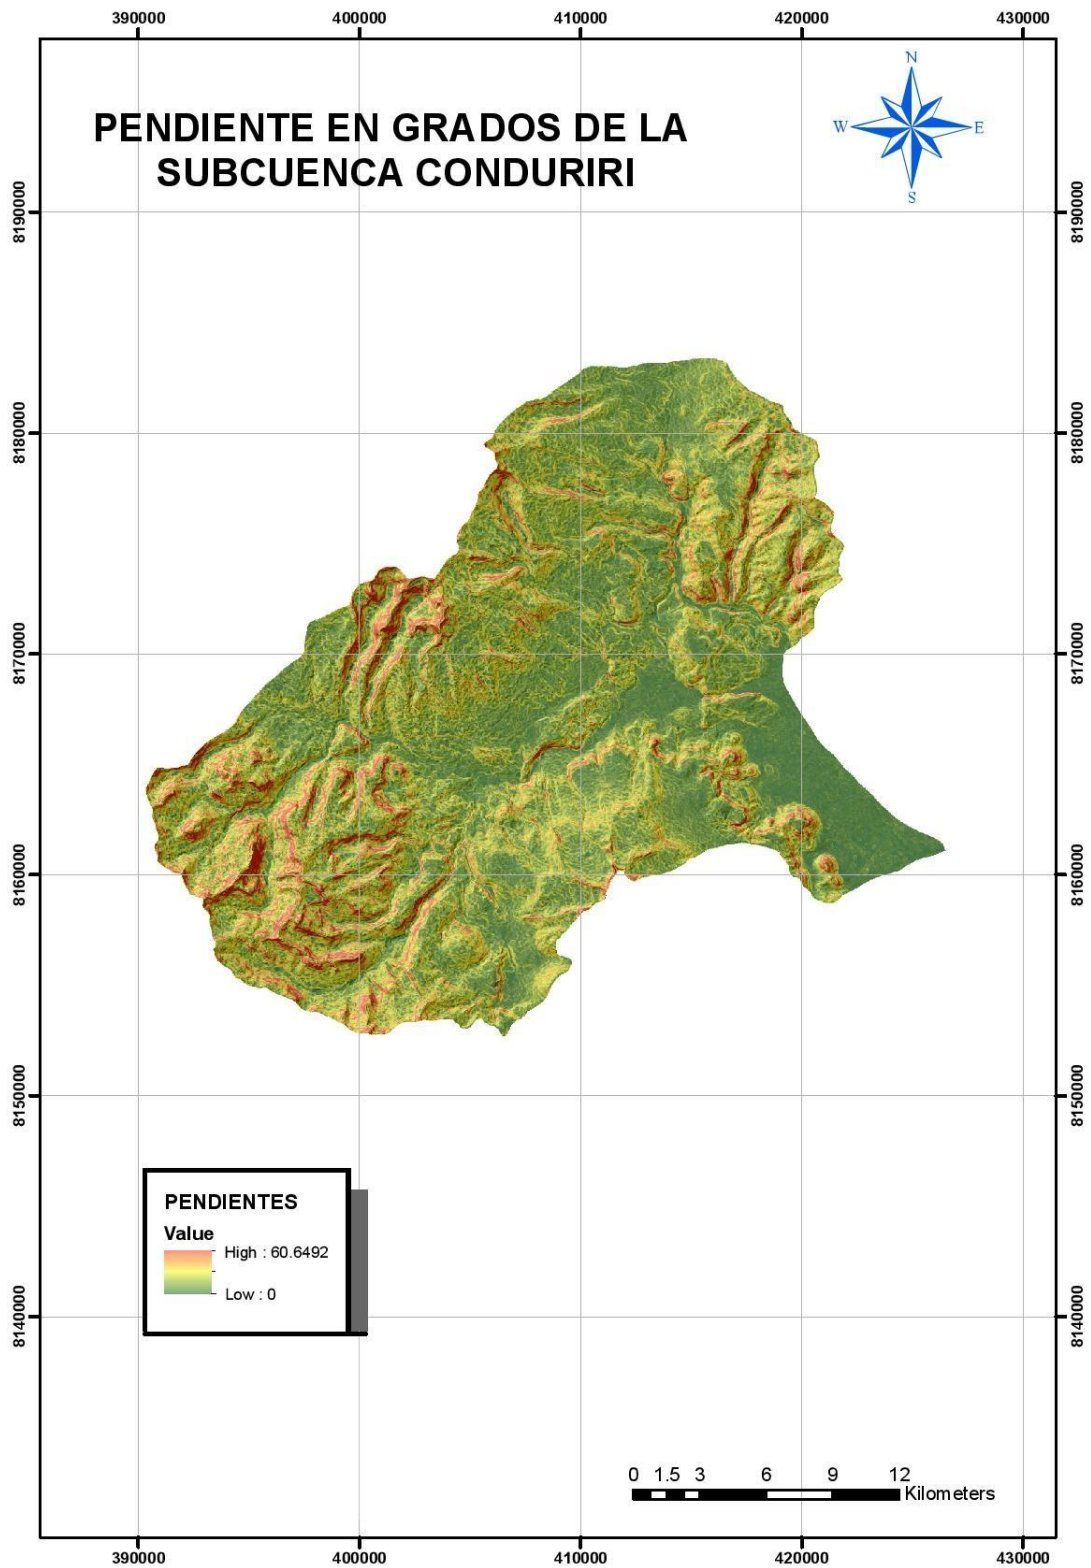 390000 400000 410000 420000 430000
PENDIENTE EN GRADOS DE LA
SUBCUENCA CONDURIRI
N
W E
S
8190000 8190000
8180000 8180000
8170000 8170000
8160000 8160000
8150000 8150000
8140000 8140000
PENDIENTES
Value
High : 60.6492
Low : 0
0 1.5 3 6 9 12
Kilometers
390000 400000 410000 420000 430000